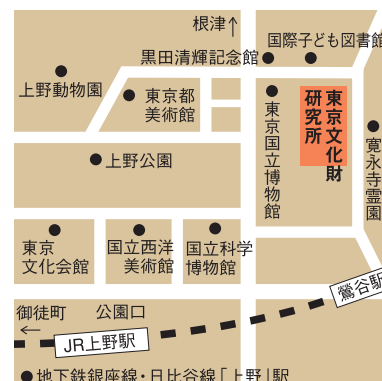 根津↑
黒田清輝記念館
国際子ども図書館
上野動物園
東京都
美術館
東京国立博物館
東京文化財
研究所
寛永寺霊園
上野公園
東京
文化会館
国立西洋
美術館
国立科学
博物館
鶯谷駅
御徒町
←
公園口
JR上野駅
●地下鉄銀座線・日比谷線「上野」駅